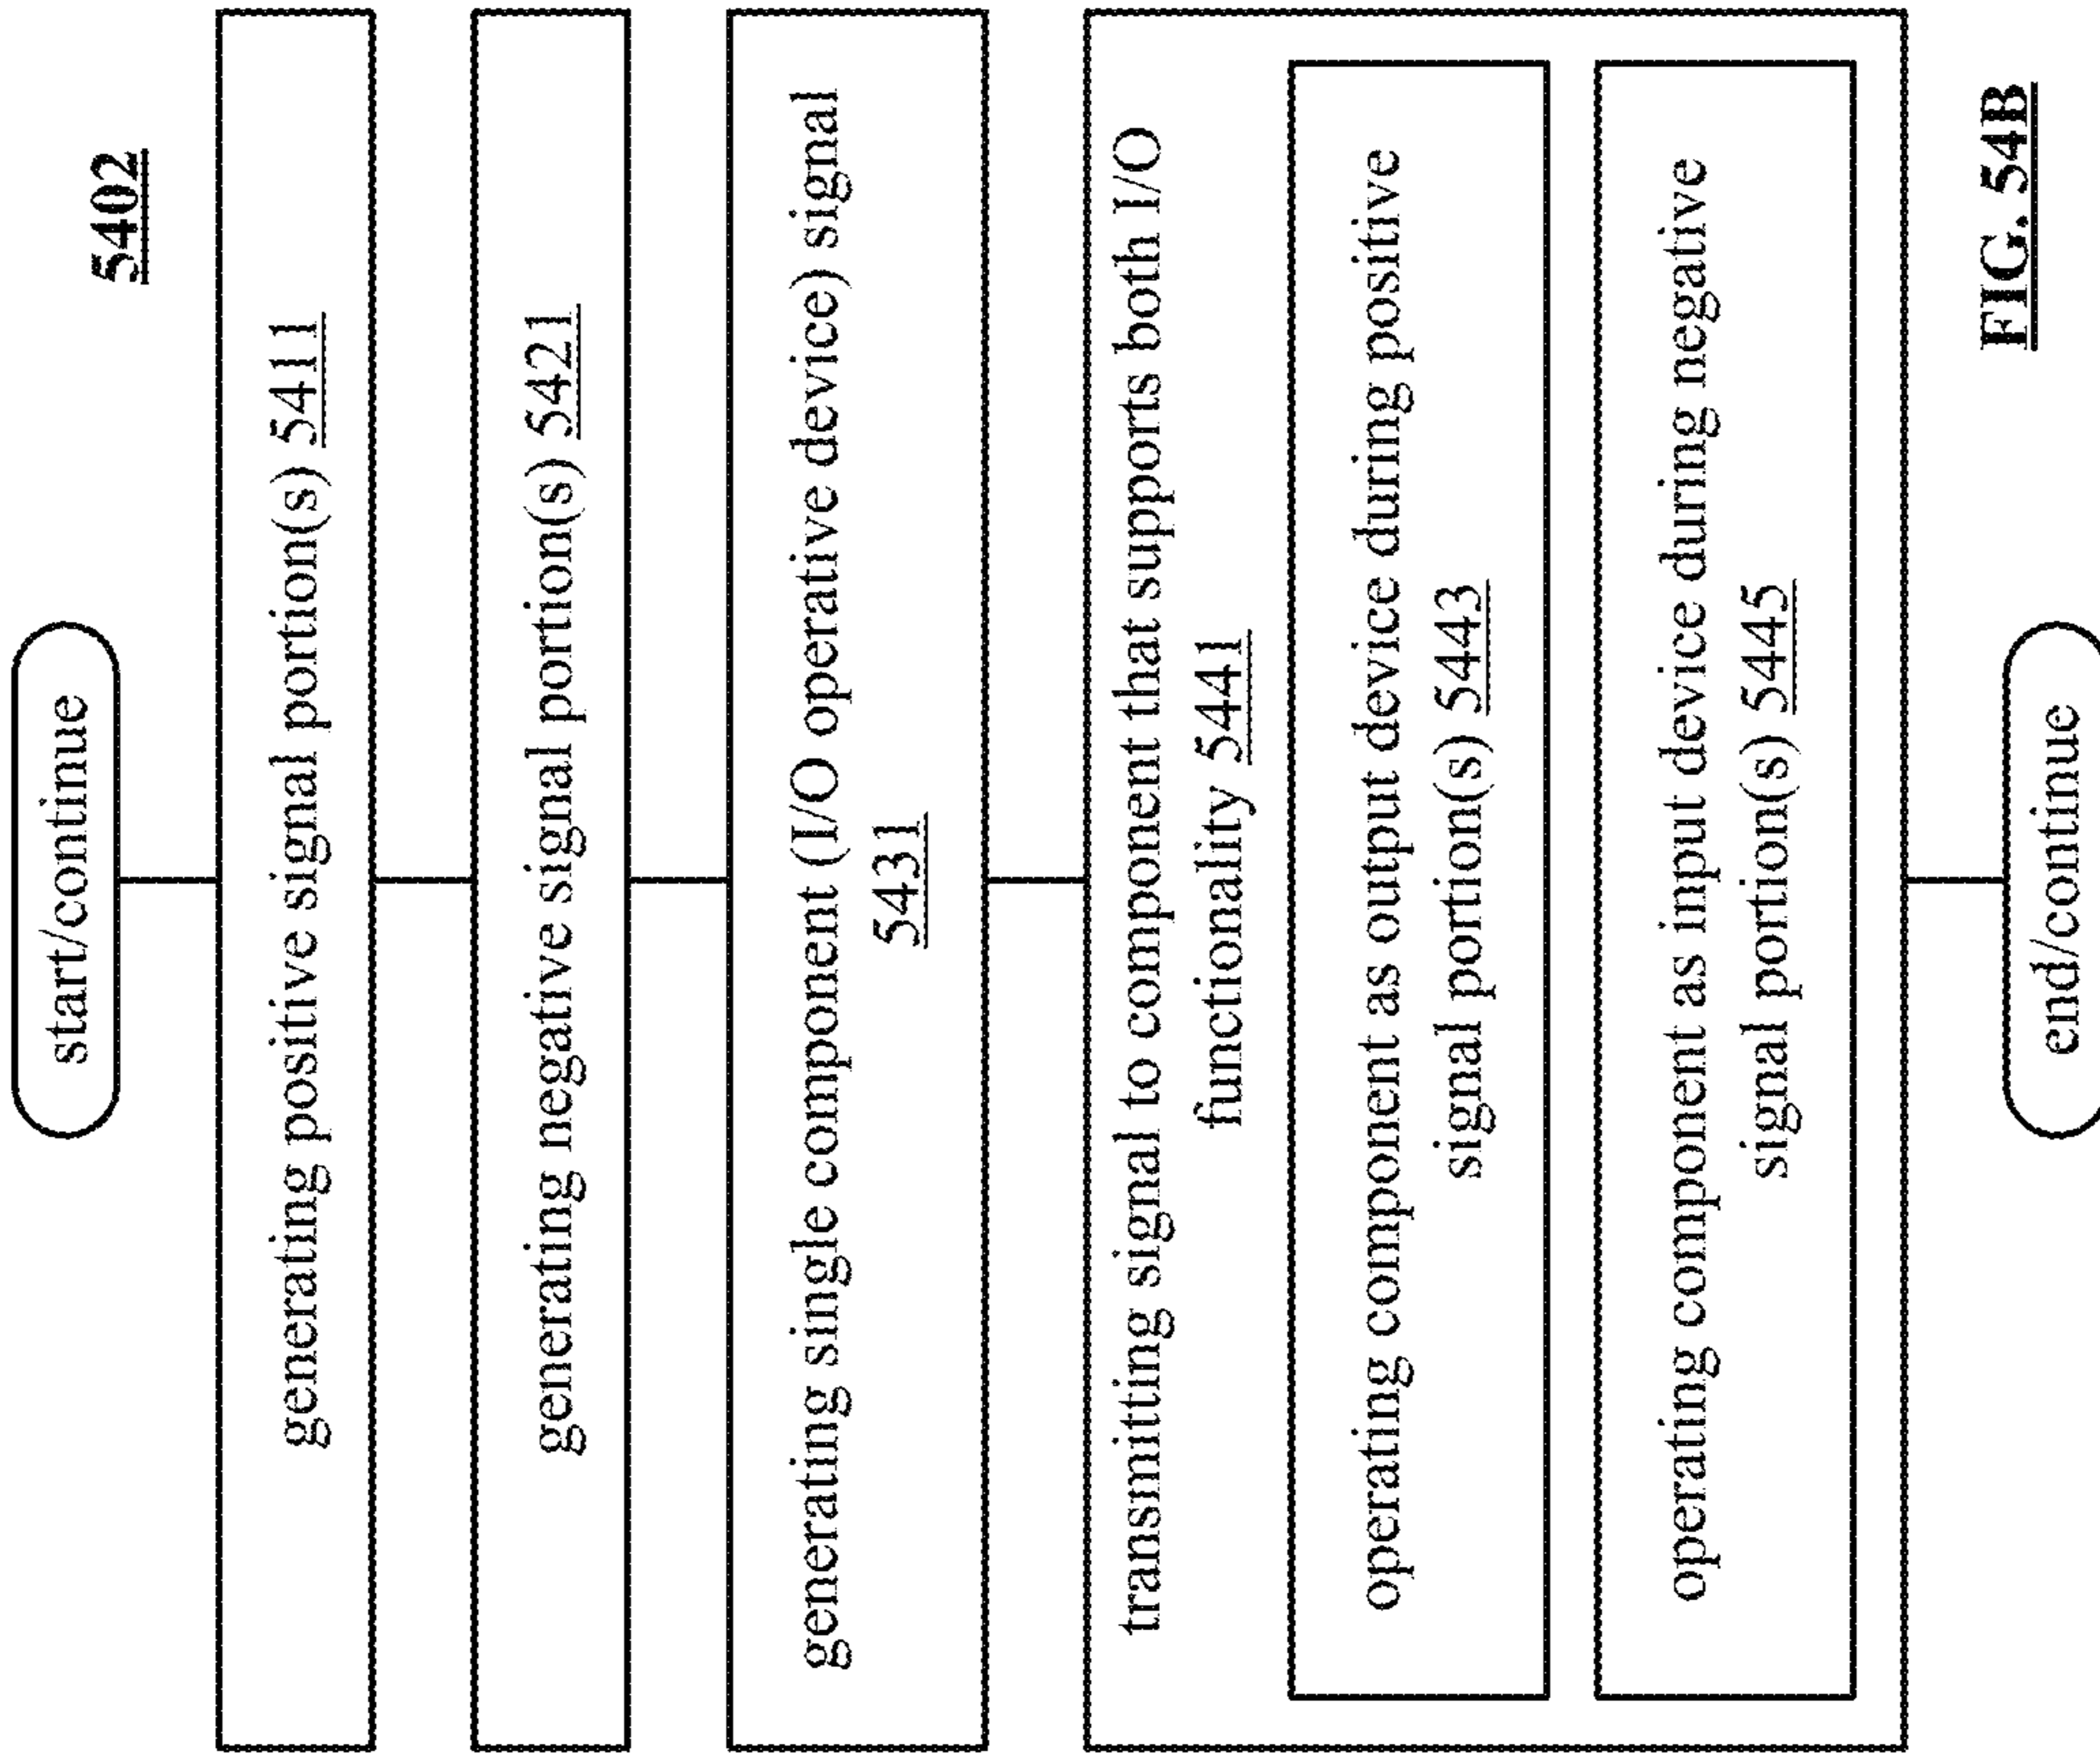 5402
start/continue
generating positive signal portion(s) 5411
generating negative signal portion(s) 5421
generating single component (I/O operative device) signal
5431
transmitting signal to component that supports both I/O
functionality 5441
operating component as output device during positive
signal portion(s) 5443
operating component as input device during negative
signal portion(s) 5445
end/continue
FIG. 54B